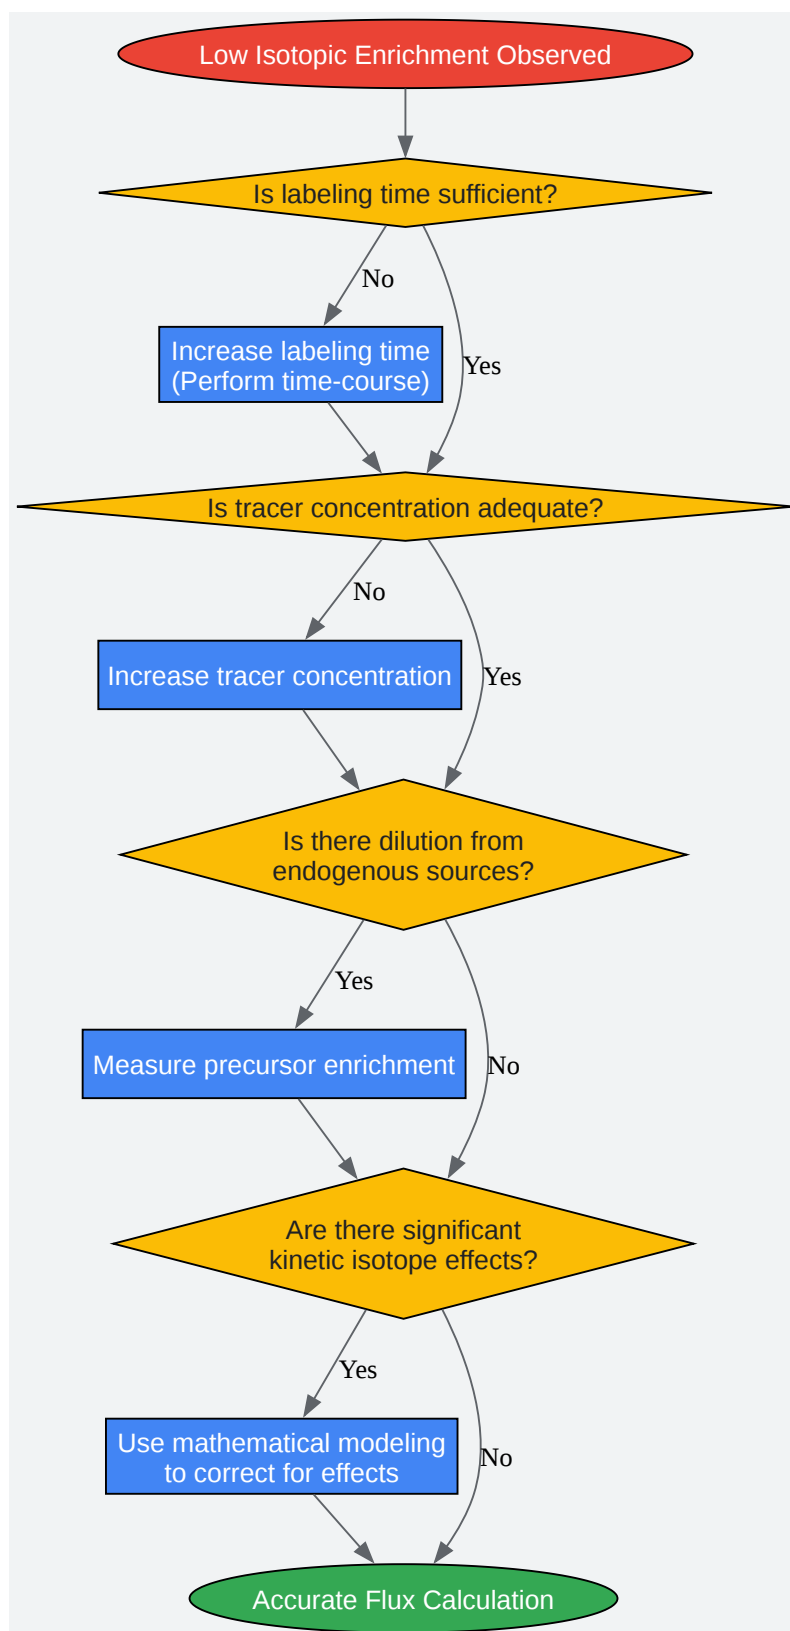 Low Isotopic Enrichment Observed
Is labeling time sufficient?
No
Increase labeling time
(Perform time-course)
Yes
Is tracer concentration adequate?
No
Increase tracer concentration
Yes
Is there dilution from
endogenous sources?
Yes
Measure precursor enrichment
No
Are there significant
kinetic isotope effects?
Yes
Use mathematical modeling
to correct for effects
No
Accurate Flux Calculation